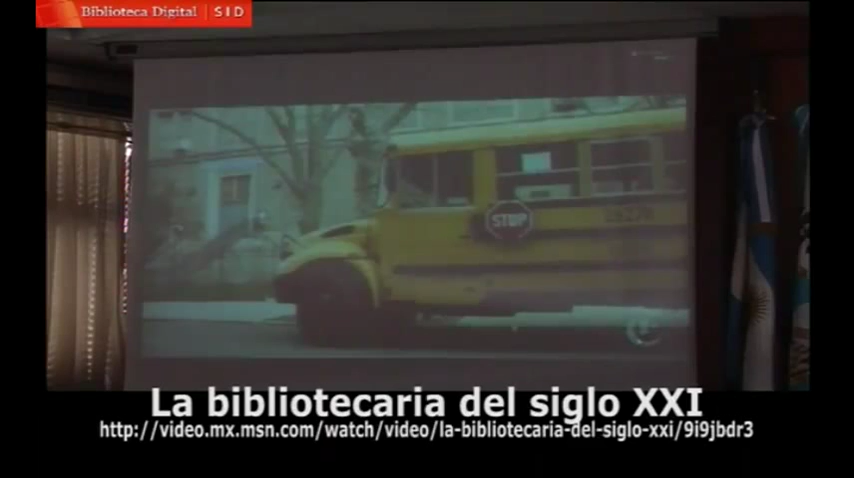 Biblioteca Digital | SID
STOP
La bibliotecaria del siglo XXI
http://video.mx.msn.com/watch/video/la-bibliotecaria-del-siglo-xxi/9i9jbdr3